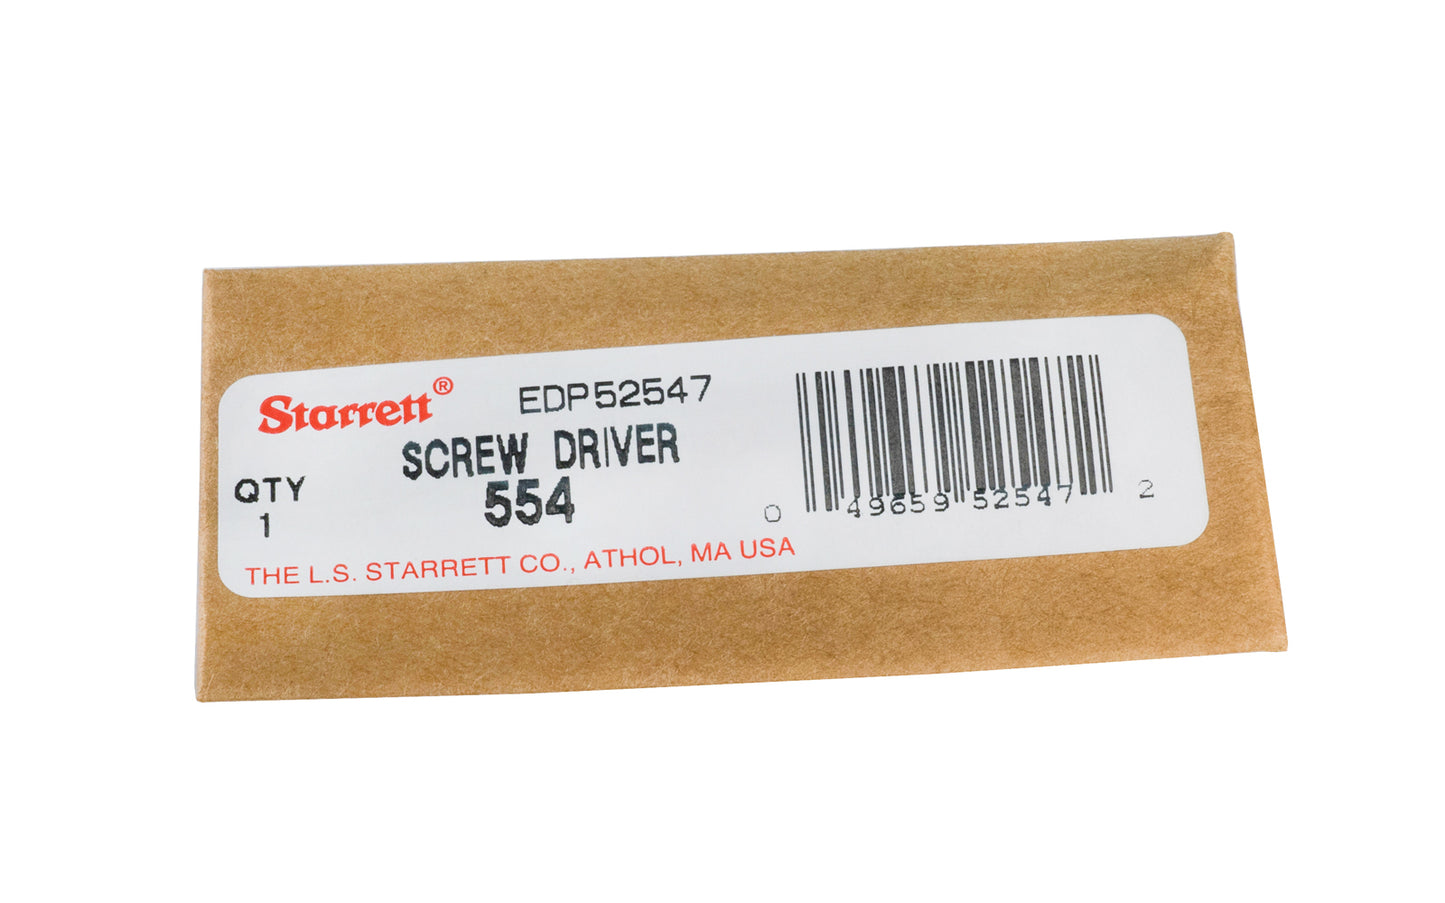 Starrett® EDP52547
SCREW DRIVER
QTY 554
1
0 49659 52547 2
THE L.S. STARRETT CO., ATHOL, MA USA